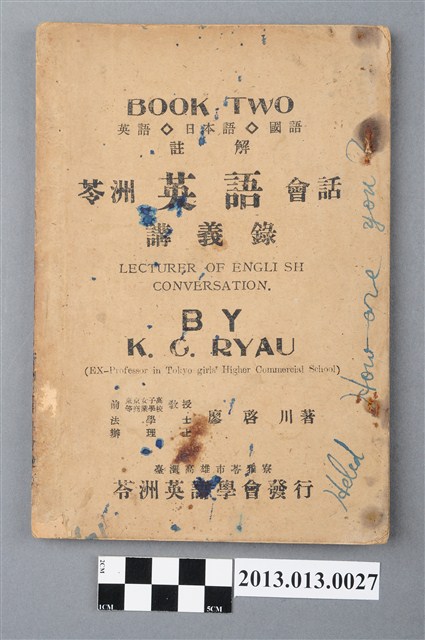 BOOK TWO
英語◇日本語◇國語
註解
苓洲 英語 會話
講義錄
LECTURER OF ENGLI SH
CONVERSATION.
BY
K. C. RYAU
(EX-Professor in Tokyo girls' Higher Commercial School)
前 東京女子高等商業學校 教授
法學士
辦理士
廖啓川著
臺灣高雄市苓雅寮
苓洲英語學會發行
How are you?
2CM
1CM
5CM
2013.013.0027